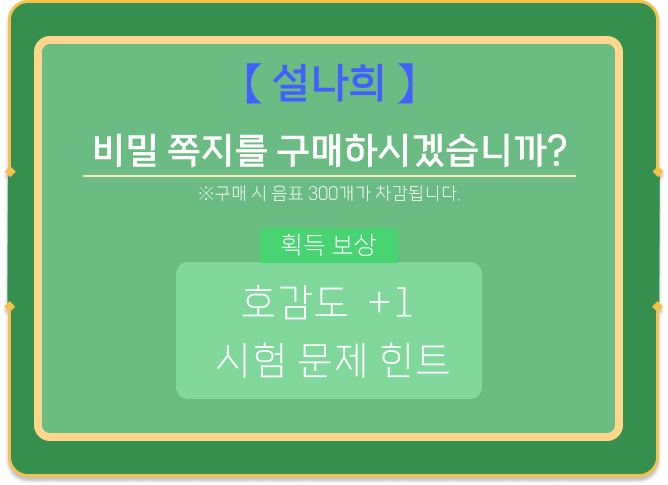 【 설나희 】
비밀 쪽지를 구매하시겠습니까?
※구매 시 음표 300개가 차감됩니다.
획득 보상
호감도 +1
시험 문제 힌트